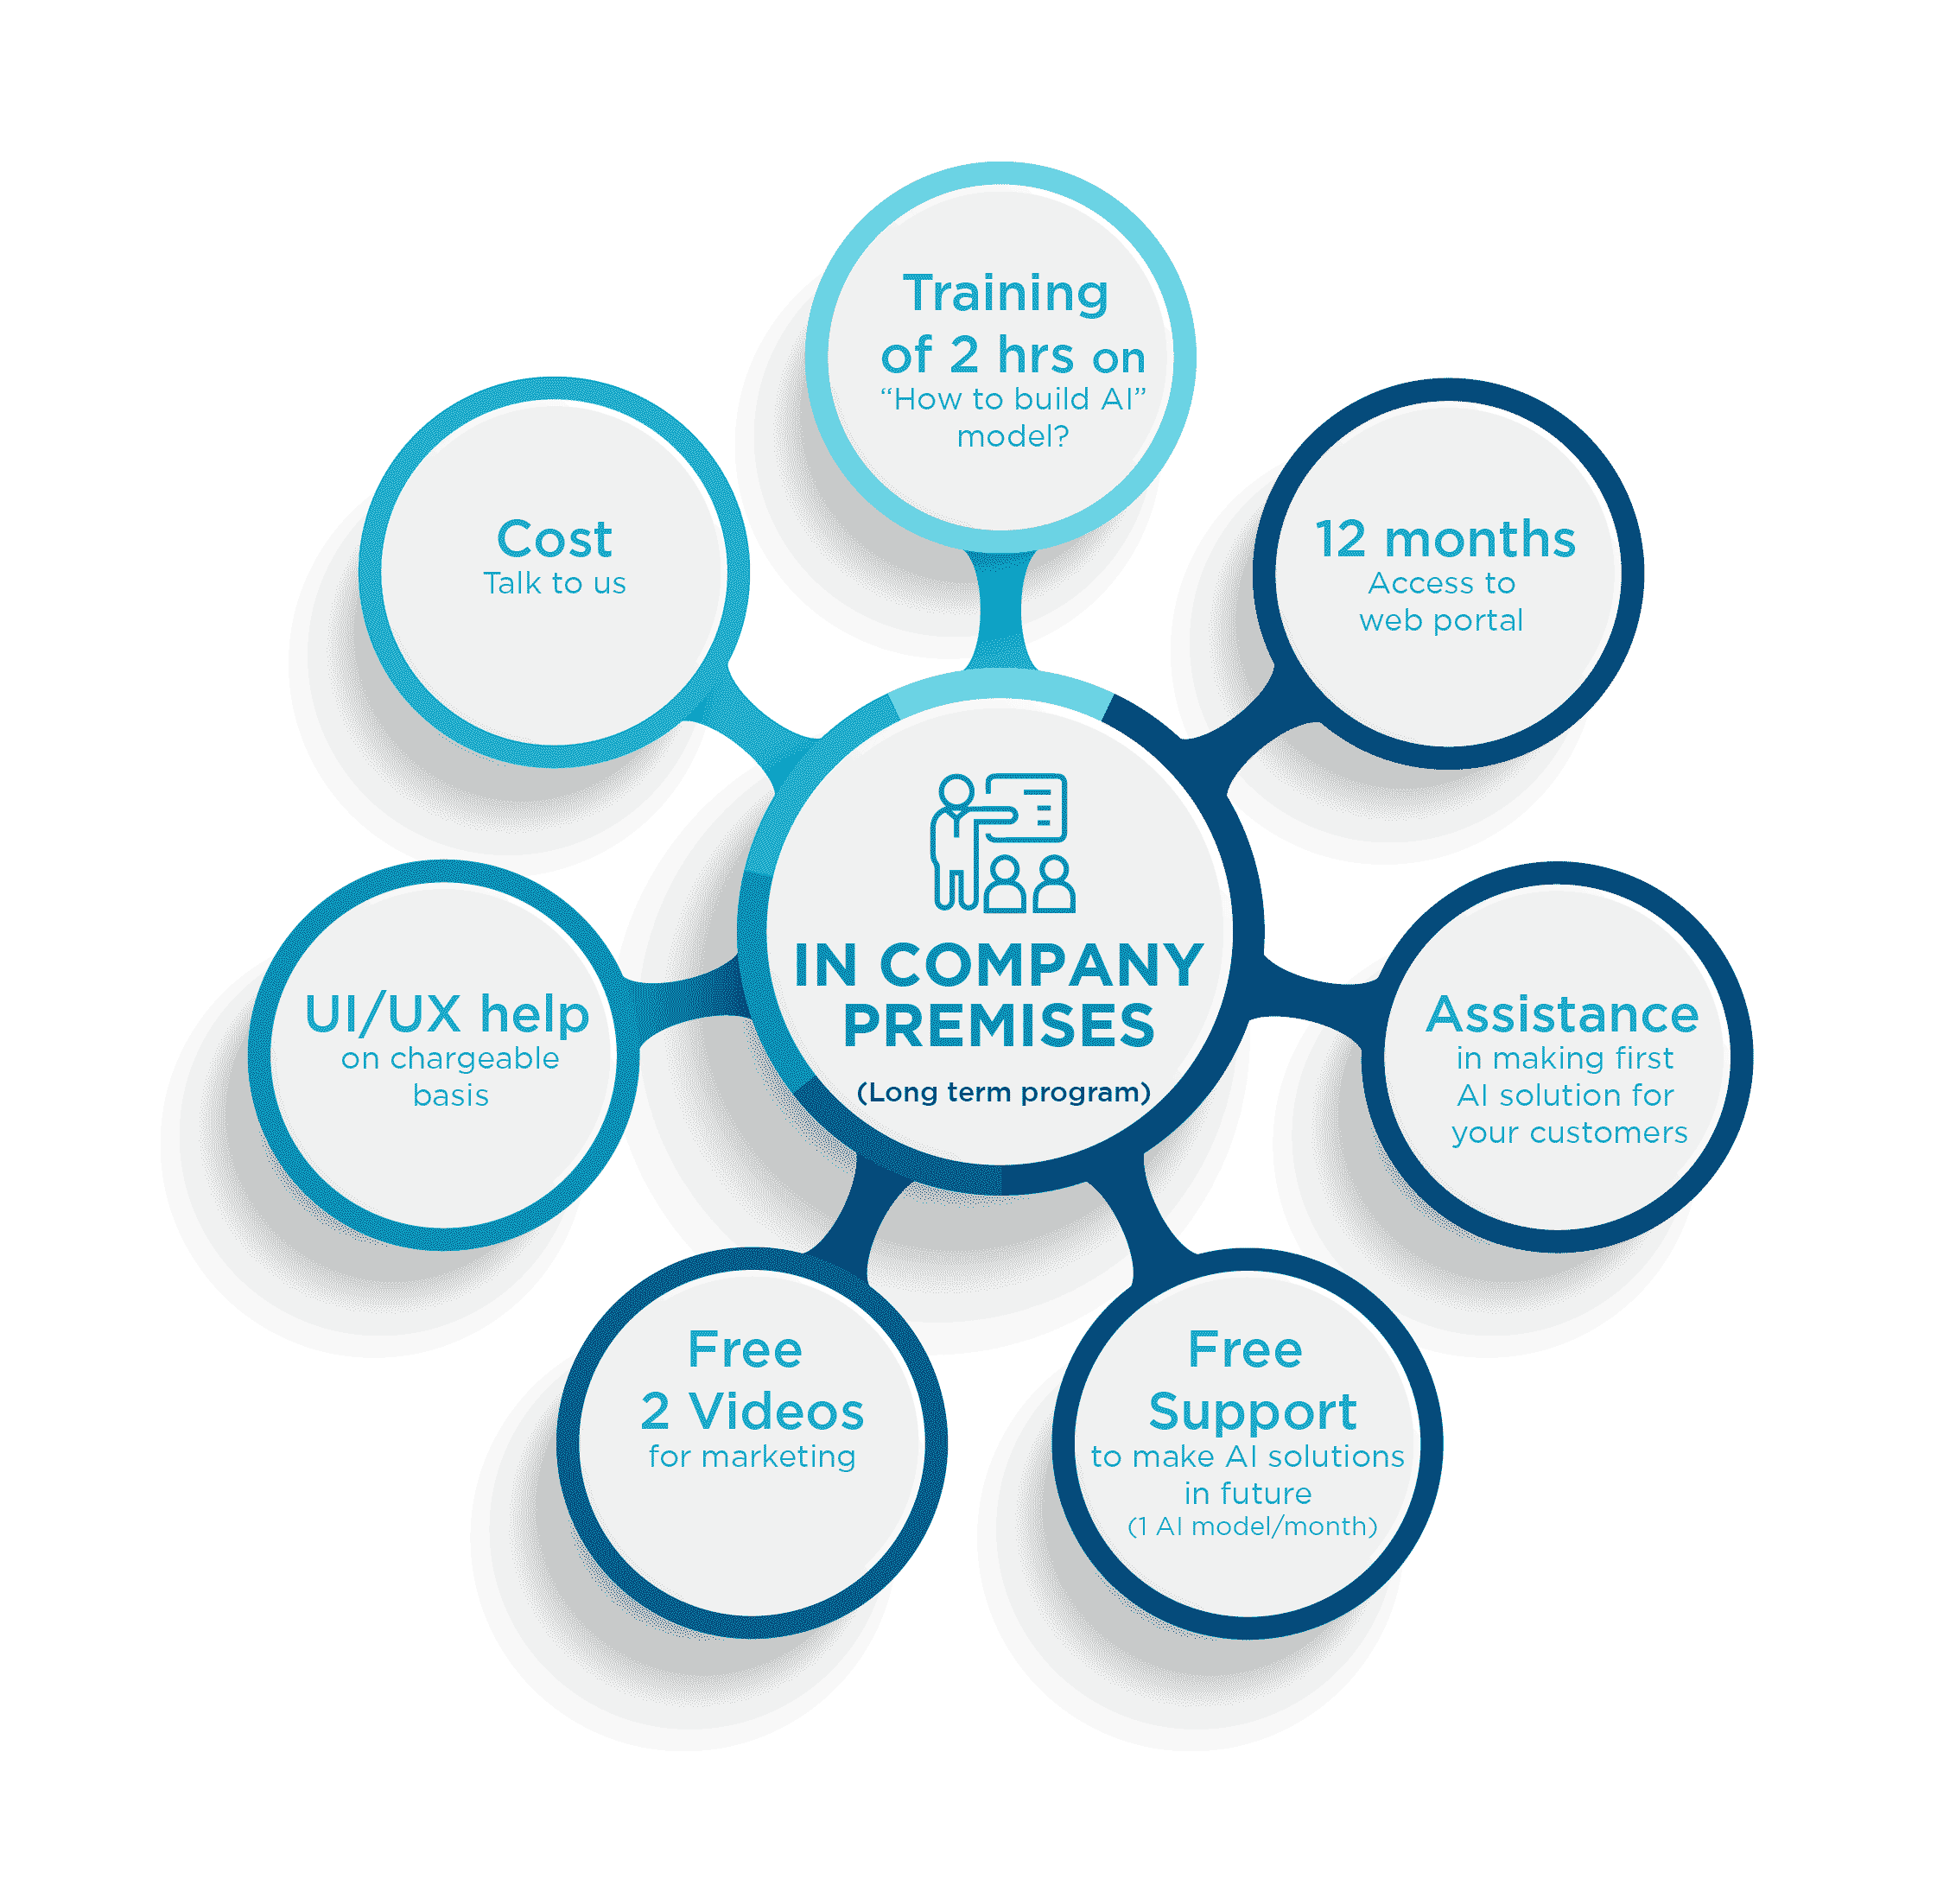 Training
of 2 hrs on
“How to build AI”
model?
Cost
Talk to us
12 months
Access to
web portal
IN COMPANY
PREMISES
(Long term program)
UI/UX help
on chargeable
basis
Assistance
in making first
AI solution for
your customers
Free
2 Videos
for marketing
Free
Support
to make AI solutions
in future
(1 AI model/month)